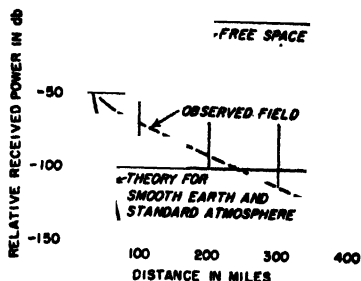 FREE SPACE
RELATIVE RECEIVED POWER IN db
-50
-100
-150
OBSERVED FIELD
THEORY FOR
SMOOTH EARTH AND
STANDARD ATMOSPHERE
100 200 300 400
DISTANCE IN MILES